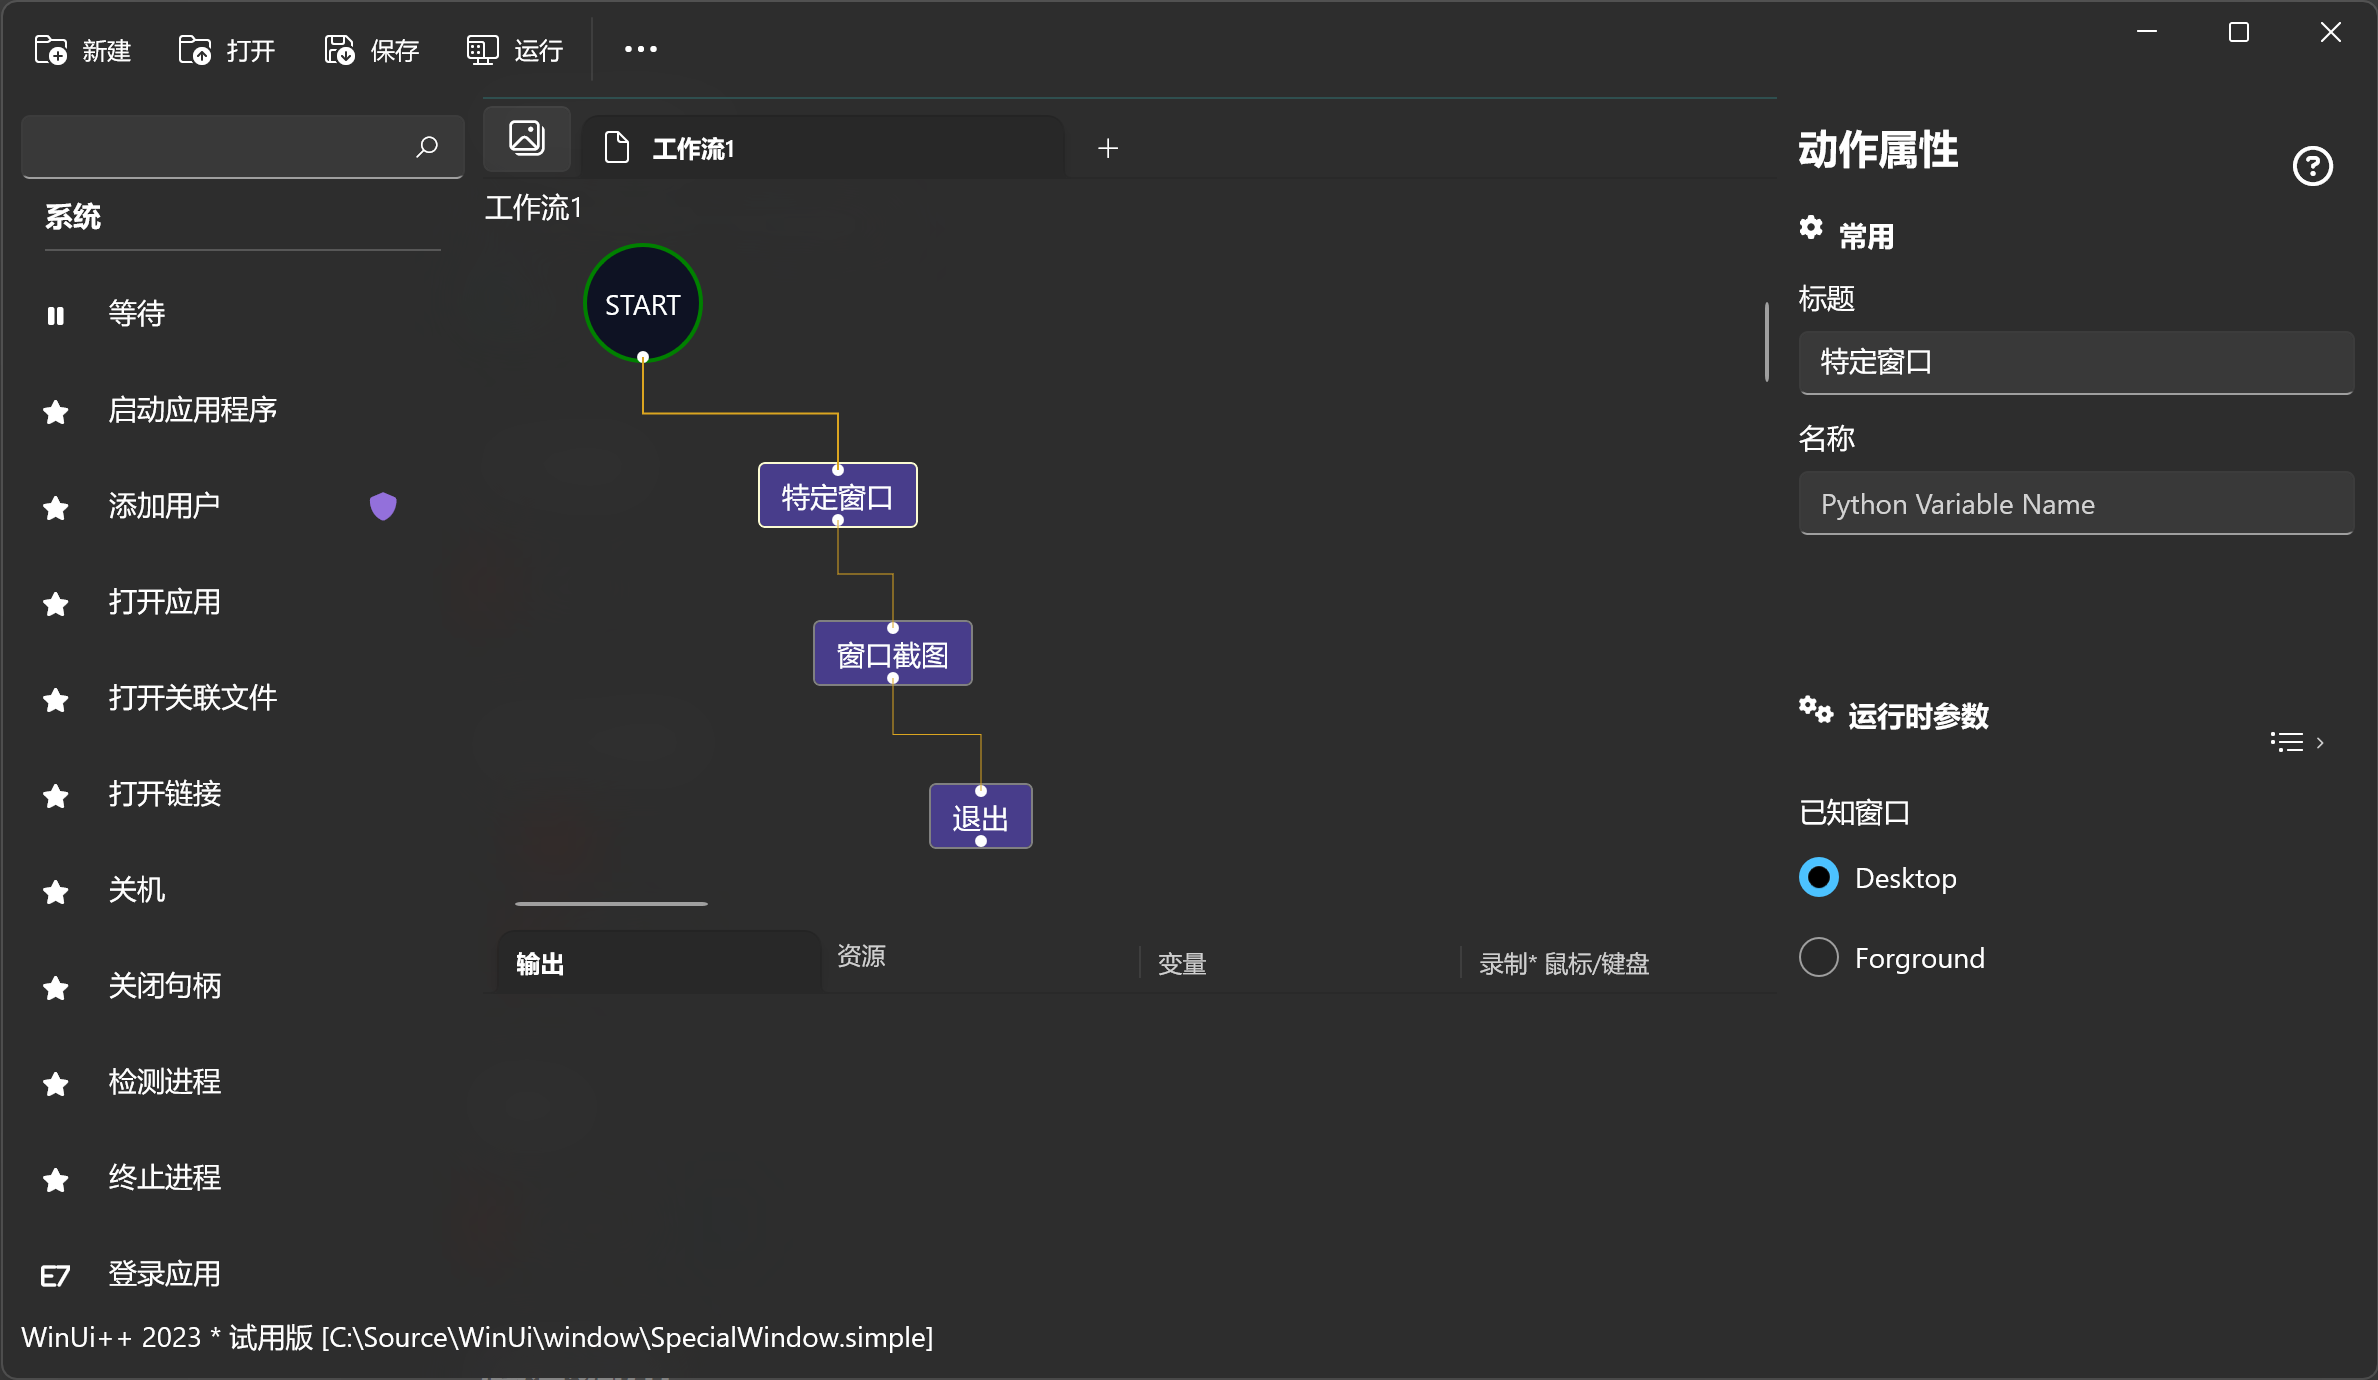 新建
打开
保存
运行
系统
等待
启动应用程序
添加用户
打开应用
打开关联文件
打开链接
关机
关闭句柄
检测进程
终止进程
E7 登录应用
工作流1
工作流1
START
特定窗口
窗口截图
退出
输出
资源
变量
录制* 鼠标/键盘
动作属性
常用
标题
特定窗口
名称
Python Variable Name
运行时参数
已知窗口
Desktop
Forground
WinUi++ 2023 * 试用版 [C:\Source\WinUi\window\SpecialWindow.simple]